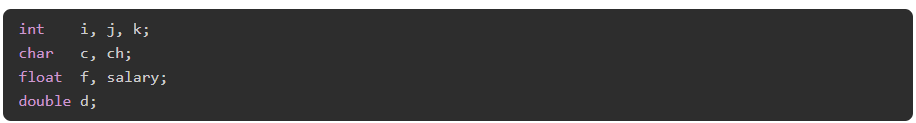 int    i, j, k;
char   c, ch;
float  f, salary;
double d;